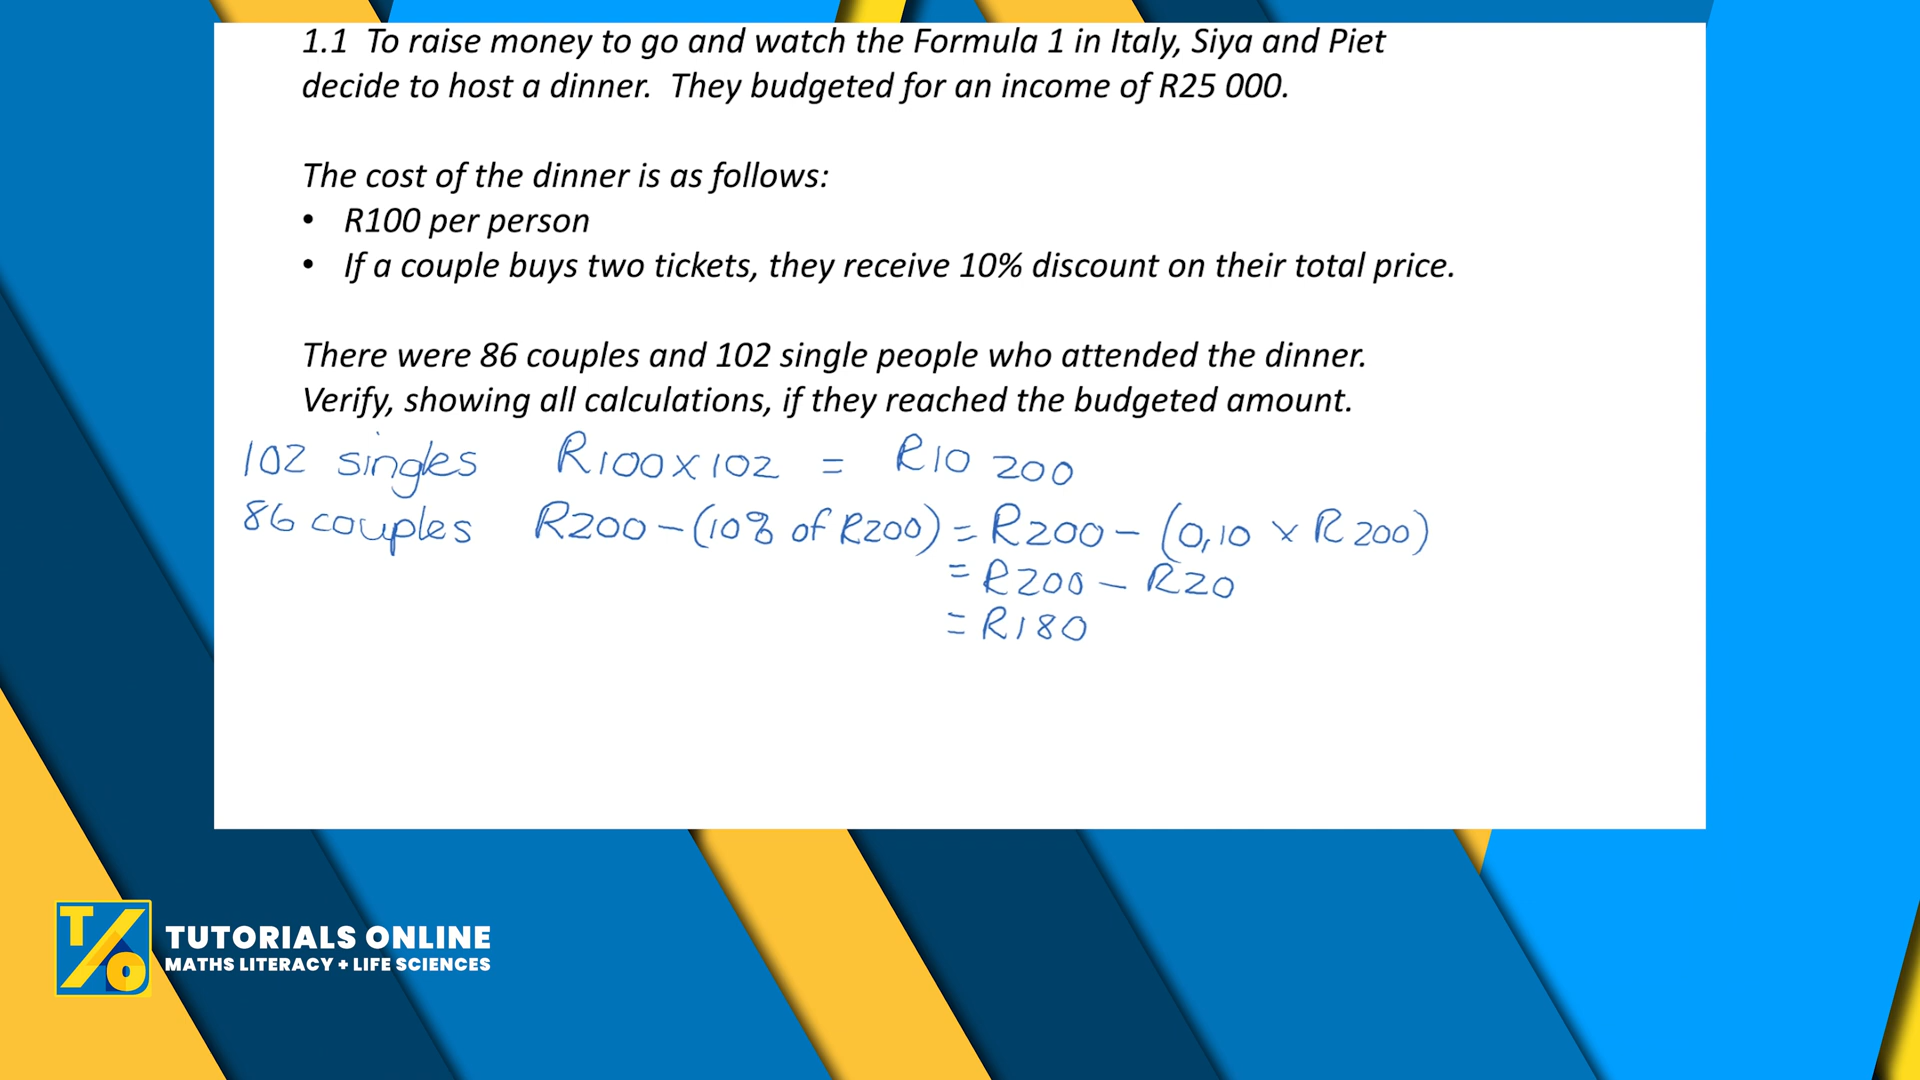 1.1 To raise money to go and watch the Formula 1 in Italy, Siya and Piet
decide to host a dinner. They budgeted for an income of R25 000.
The cost of the dinner is as follows:
• R100 per person
• If a couple buys two tickets, they receive 10% discount on their total price.
There were 86 couples and 102 single people who attended the dinner.
Verify, showing all calculations, if they reached the budgeted amount.
102 singles R100 x 102 = R10 200
86 couples R200 - (10% of R200) = R200 - (0,10 x R200)
= R200 - R20
= R180
T/O
TUTORIALS ONLINE
MATHS LITERACY + LIFE SCIENCES